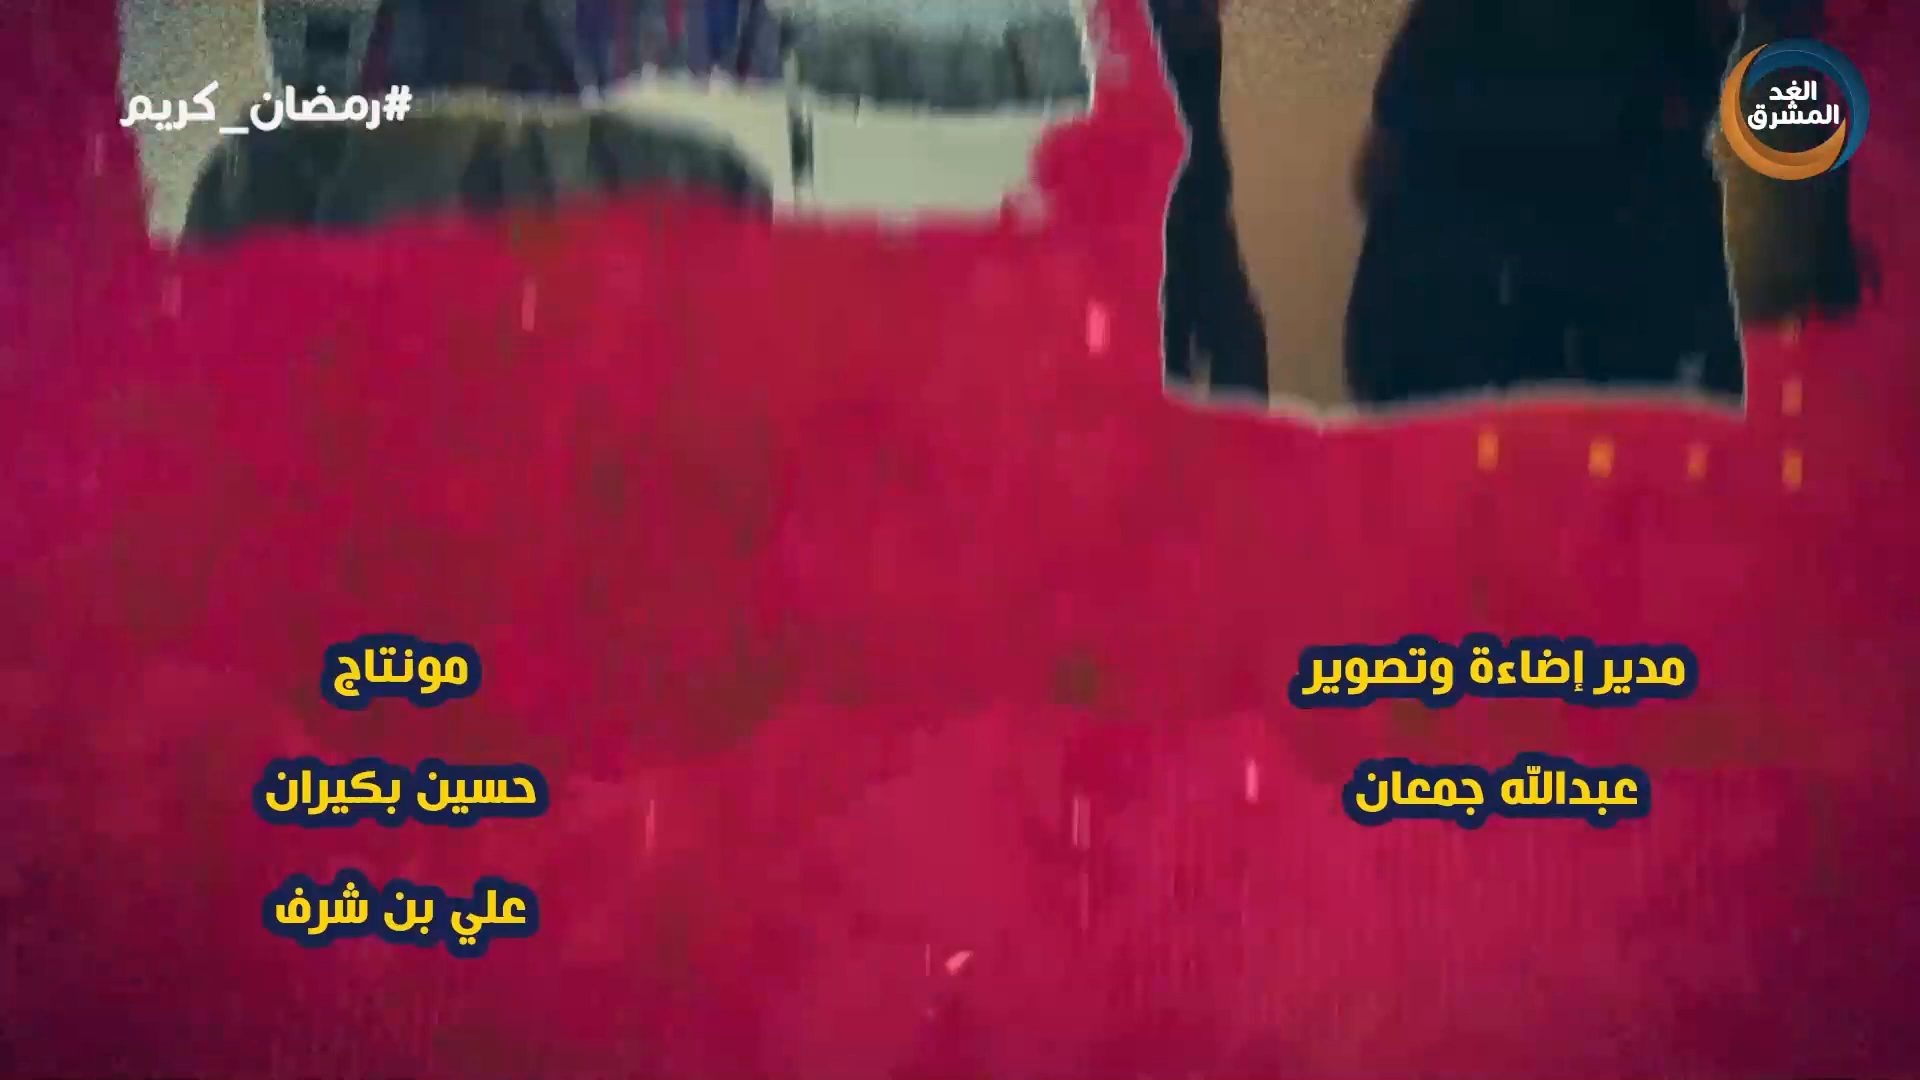 #رمضان_كريم
الغد
المشرق
مدير إضاءة وتصوير
عبدالله جمعان
مونتاج
حسين بكيران
علي بن شرف